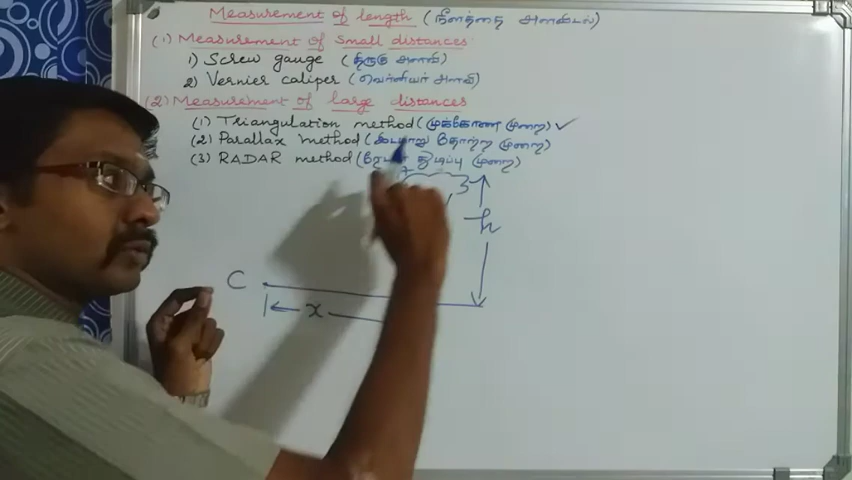 Measurement of length (நீளத்தை அளவிடல்)
(1) Measurement of Small distances
1) Screw gauge (திருகு அளவி)
2) Vernier caliper (வெர்னியர் அளவி)
(2) Measurement of large distances
(1) Triangulation method (முக்கோண முறை) ✓
(2) Parallax method (இடமாறு தோற்ற முறை)
(3) RADAR method ( துடிப்பு முறை)
h
C
x